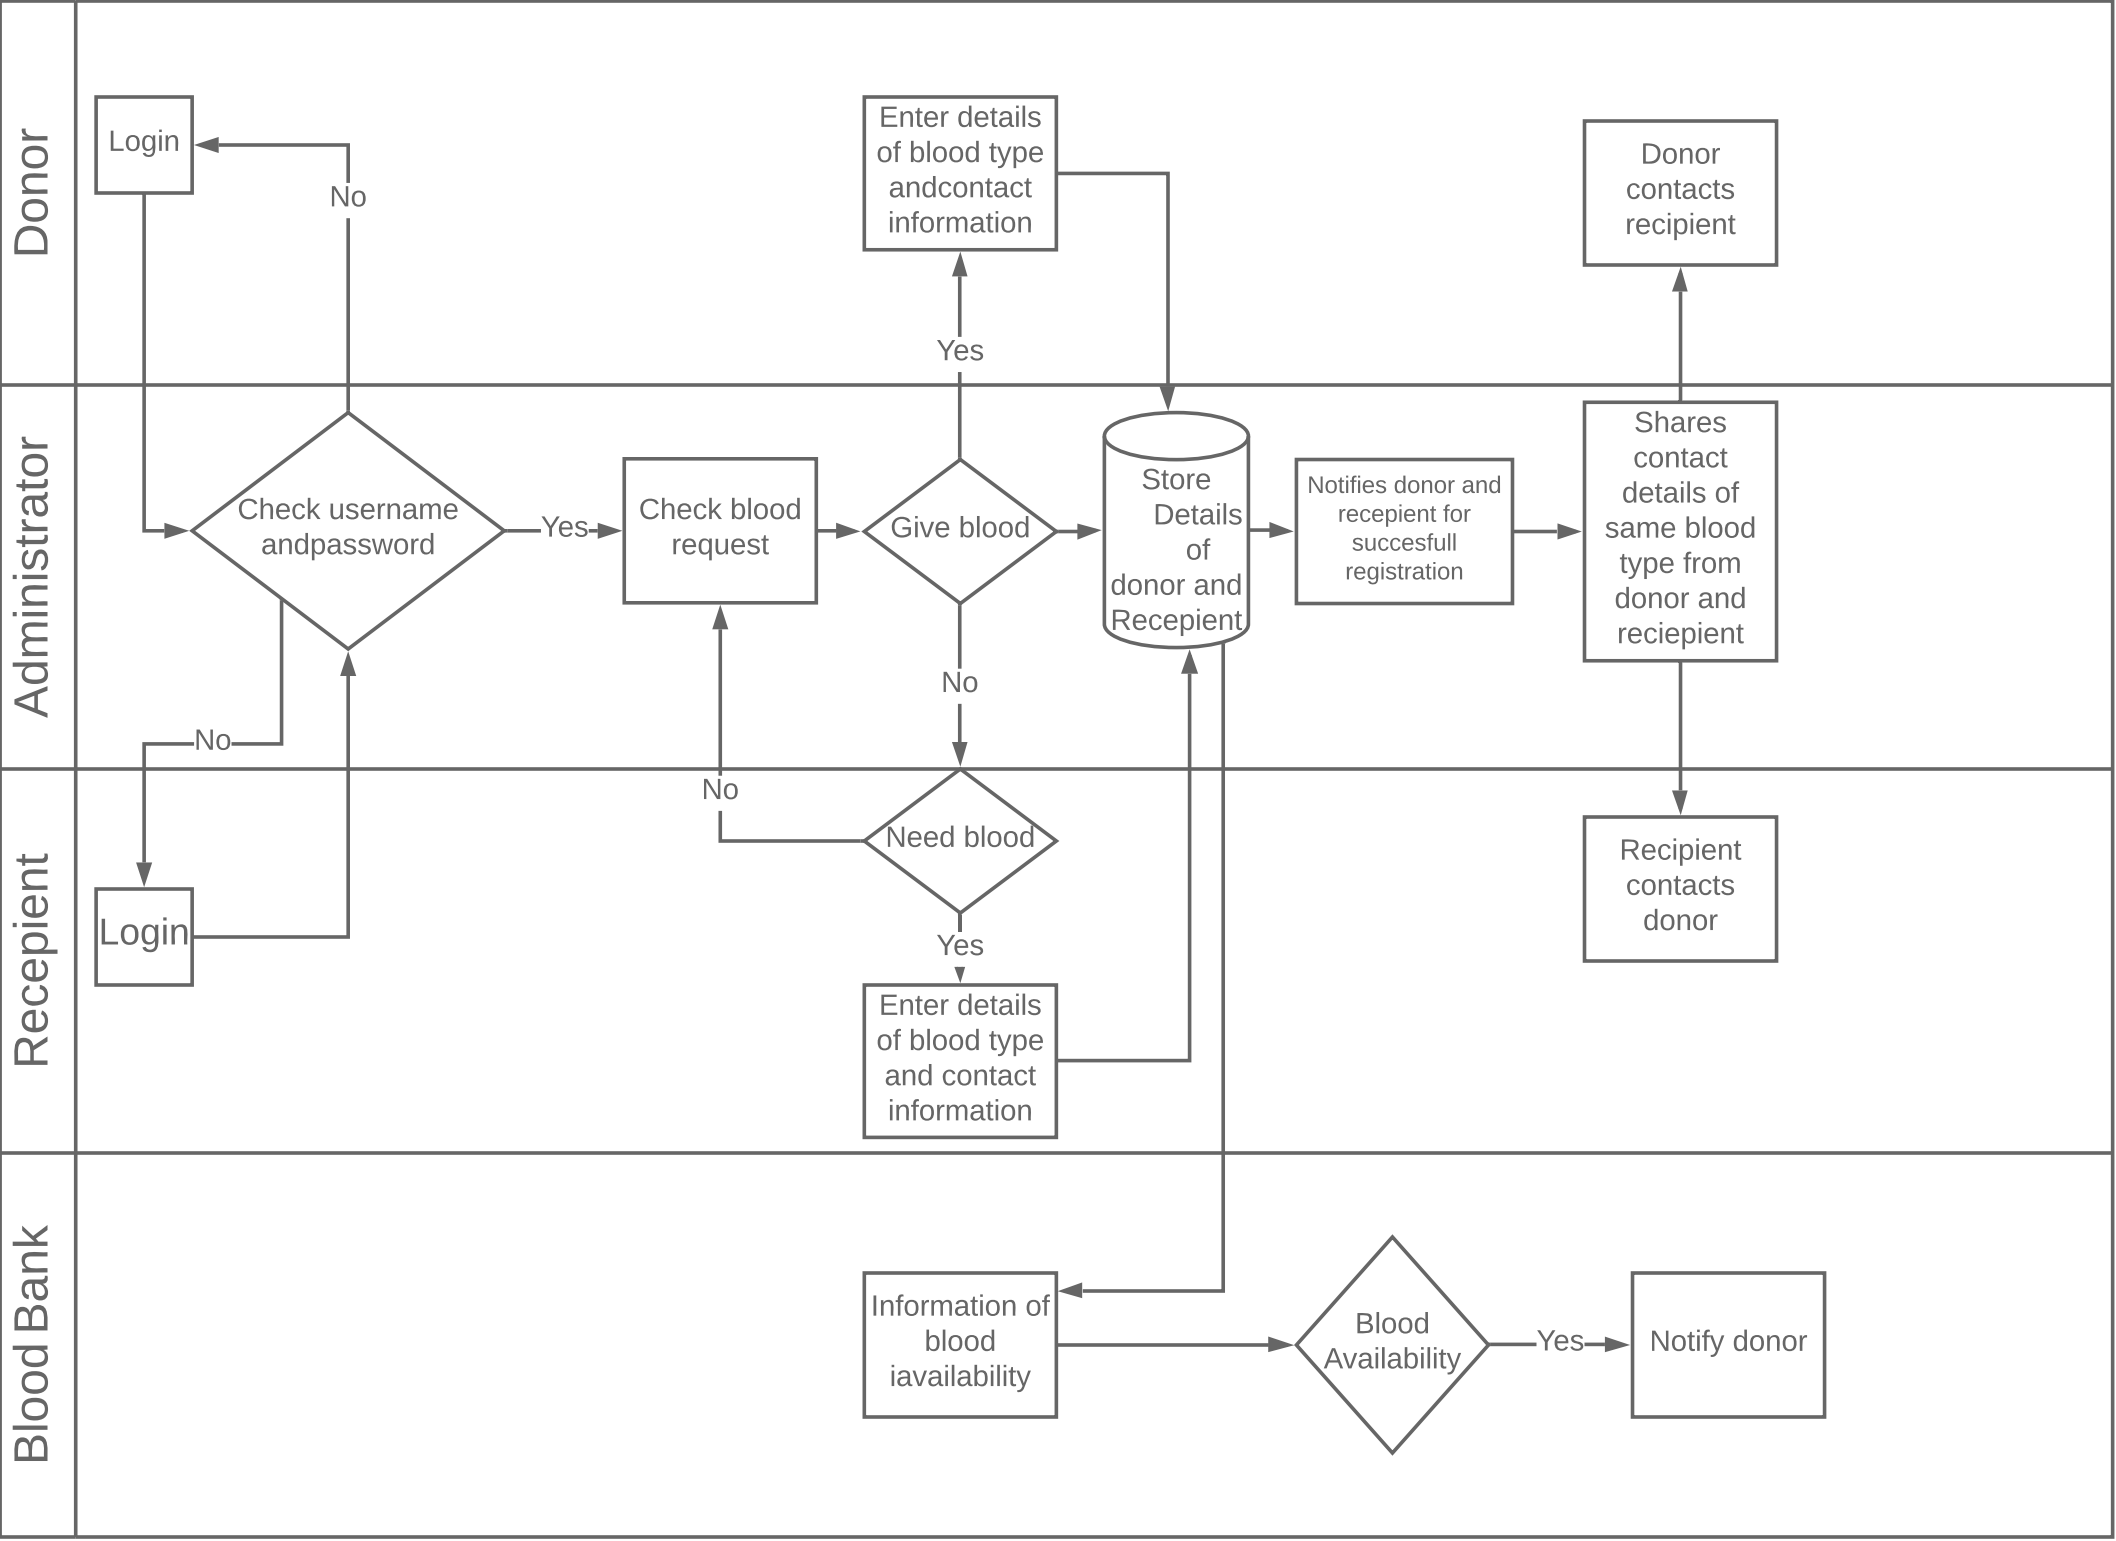 Donor
Login
No
Enter details
of blood type
andcontact
information
Yes
Donor
contacts
recipient
Administrator
Check username
andpassword
Yes
Check blood
request
Give blood
No
Store
Details
of
donor and
Recepient
Notifies donor and
recepient for
succesfull
registration
Shares
contact
details of
same blood
type from
donor and
reciepient
No
Recepient
Login
No
Need blood
Yes
Enter details
of blood type
and contact
information
Recipient
contacts
donor
Blood Bank
Information of
blood
iavailability
Blood
Availability
Yes
Notify donor